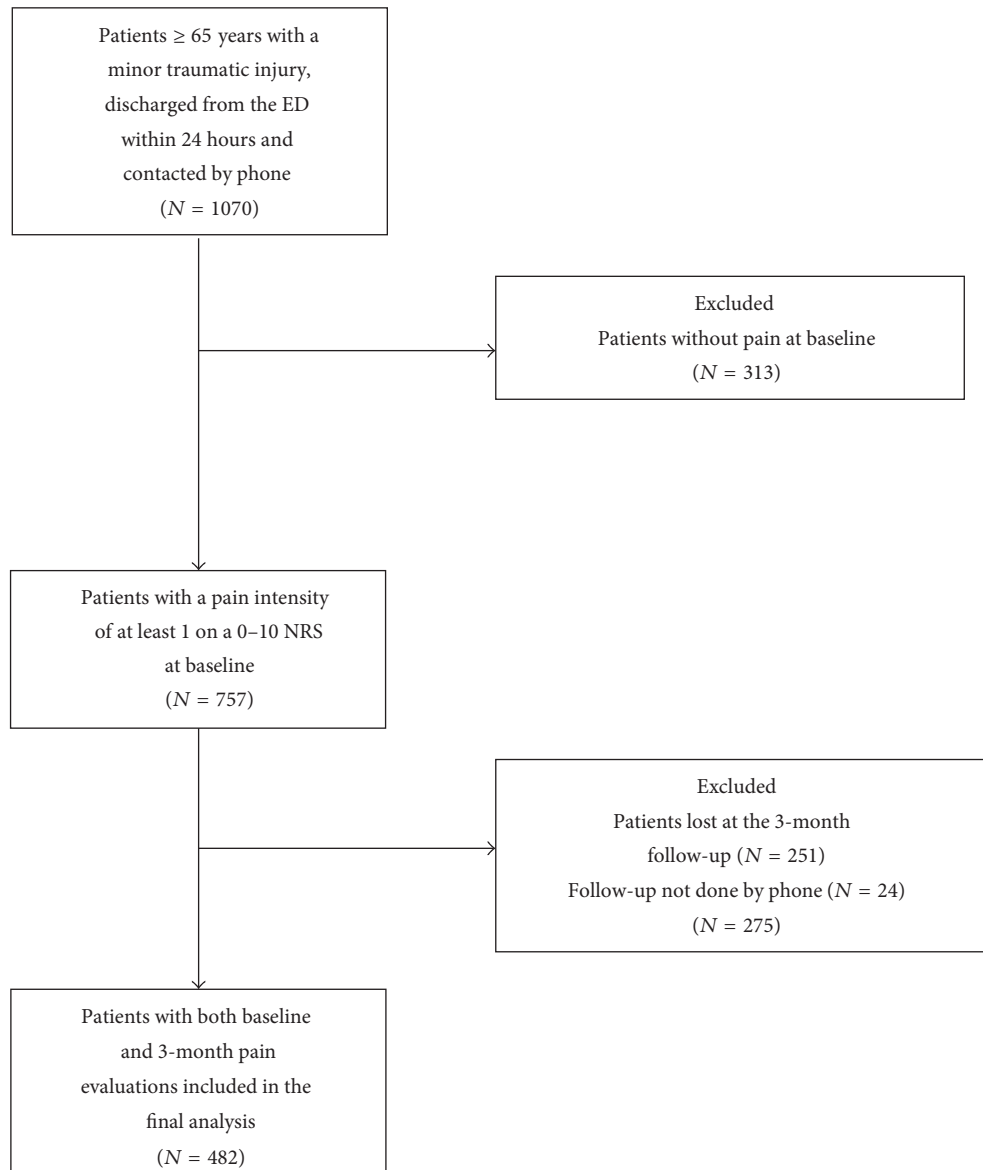 Patients ≥ 65 years with a
minor traumatic injury,
discharged from the ED
within 24 hours and
contacted by phone
(N = 1070)
Excluded
Patients without pain at baseline
(N = 313)
Patients with a pain intensity
of at least 1 on a 0–10 NRS
at baseline
(N = 757)
Excluded
Patients lost at the 3-month
follow-up (N = 251)
Follow-up not done by phone (N = 24)
(N = 275)
Patients with both baseline
and 3-month pain
evaluations included in the
final analysis
(N = 482)